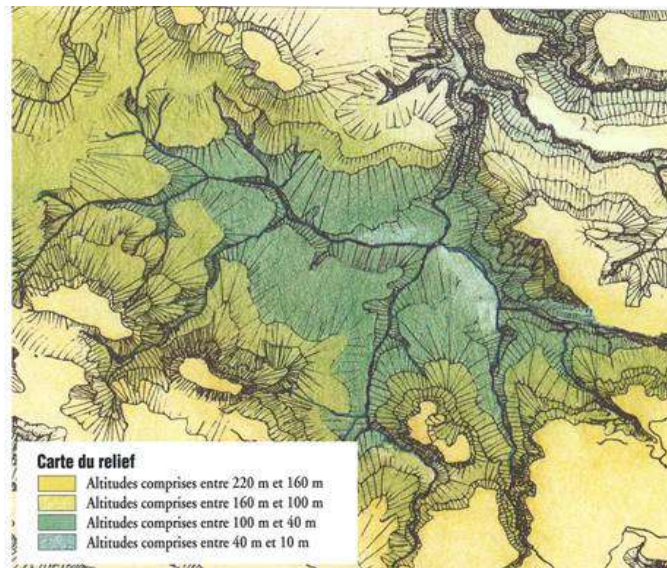 Carte du relief
Altitudes comprises entre 220 m et 160 m
Altitudes comprises entre 160 m et 100 m
Altitudes comprises entre 100 m et 40 m
Altitudes comprises entre 40 m et 10 m